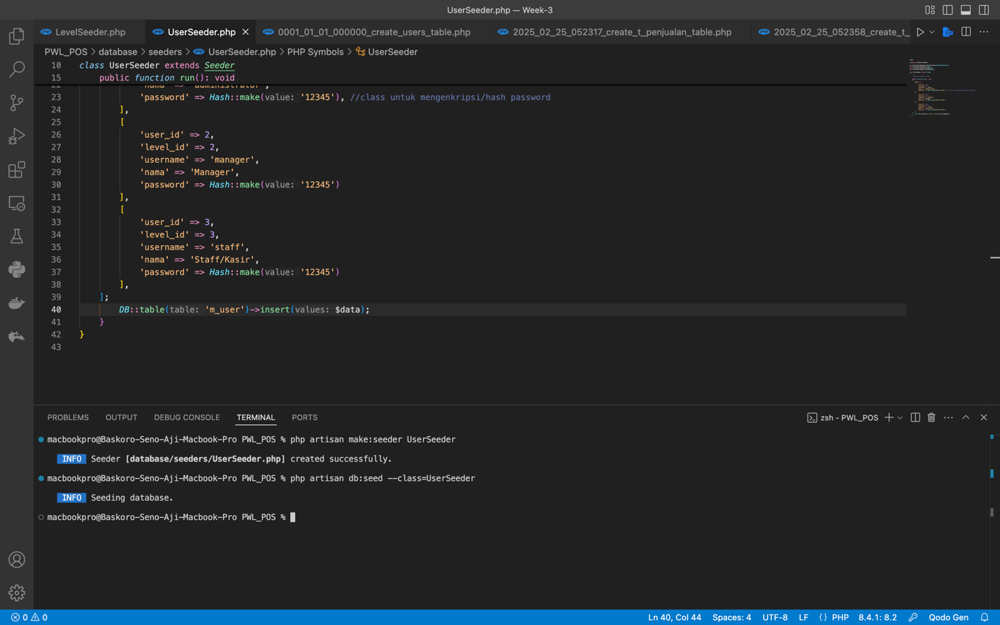 UserSeeder.php — Week-3
LevelSeeder.php
UserSeeder.php
0001_01_01_000000_create_users_table.php
2025_02_25_052317_create_t_penjualan_table.php
2025_02_25_052358_create_t_
PWL_POS > database > seeders > UserSeeder.php > PHP Symbols > UserSeeder
10 class UserSeeder extends Seeder
15 public function run(): void
22 'nama' => 'administrator',
23 'password' => Hash::make(value: '12345'), //class untuk mengenkripsi/hash password
24 ],
25 [
26 'user_id' => 2,
27 'level_id' => 2,
28 'username' => 'manager',
29 'nama' => 'Manager',
30 'password' => Hash::make(value: '12345')
31 ],
32 [
33 'user_id' => 3,
34 'level_id' => 3,
35 'username' => 'staff',
36 'nama' => 'Staff/Kasir',
37 'password' => Hash::make(value: '12345')
38 ],
39 ];
40 DB::table(table: 'm_user')->insert(values: $data);
41 }
42 }
43
PROBLEMS OUTPUT DEBUG CONSOLE TERMINAL PORTS zsh - PWL_POS
macbookpro@Baskoro-Seno-Aji-Macbook-Pro PWL_POS % php artisan make:seeder UserSeeder
INFO Seeder [database/seeders/UserSeeder.php] created successfully.
macbookpro@Baskoro-Seno-Aji-Macbook-Pro PWL_POS % php artisan db:seed --class=UserSeeder
INFO Seeding database.
macbookpro@Baskoro-Seno-Aji-Macbook-Pro PWL_POS %
0 0 Ln 40, Col 44 Spaces: 4 UTF-8 LF {} PHP 8.4.1: 8.2 Qodo Gen